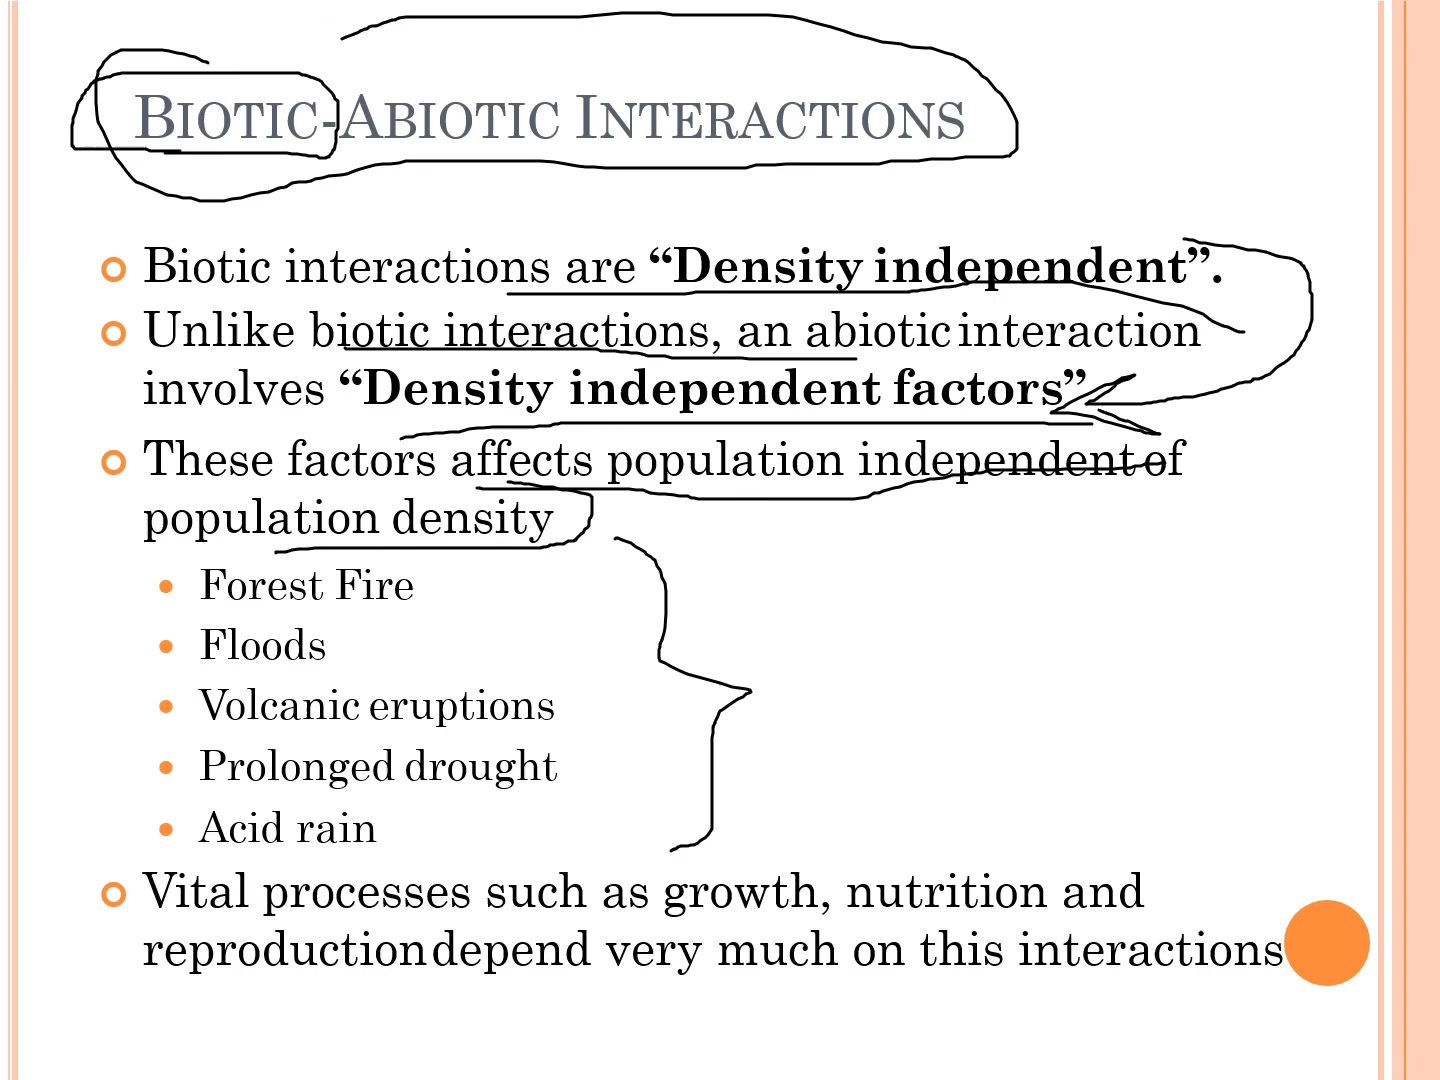 BIOTIC-ABIOTIC INTERACTIONS
Biotic interactions are “Density independent”.
Unlike biotic interactions, an abiotic interaction
involves “Density independent factors”
These factors affects population independent of
population density
Forest Fire
Floods
Volcanic eruptions
Prolonged drought
Acid rain
Vital processes such as growth, nutrition and
reproduction depend very much on this interactions